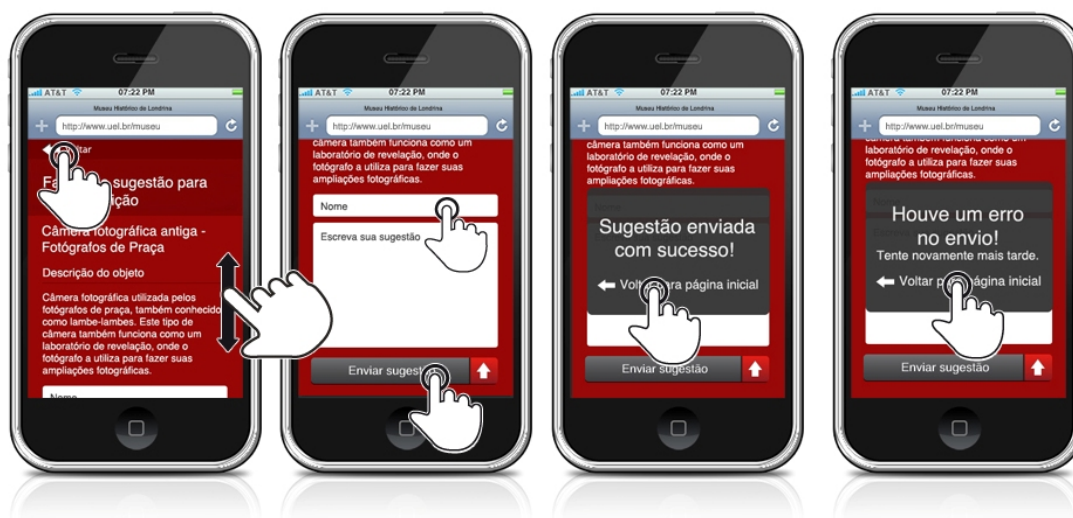 AT&T 07:22 PM
Museu Histórico de Londrina
http://www.uel.br/museu
sugestão para
Câmera fotográfica antiga -
Fotógrafos de Praça
Descrição do objeto
Câmera fotográfica utilizada pelos
fotógrafos de praça, também conhecido
como lambe-lambes. Este tipo de
câmera também funciona como um
laboratório de revelação, onde o
fotógrafo a utiliza para fazer suas
ampliações fotográficas.
Nome
AT&T 07:22 PM
Museu Histórico de Londrina
http://www.uel.br/museu
câmera também funciona como um
laboratório de revelação, onde o
fotógrafo a utiliza para fazer suas
ampliações fotográficas.
Nome
Escreva sua sugestão
Enviar
AT&T 07:22 PM
Museu Histórico de Londrina
http://www.uel.br/museu
câmera também funciona como um
laboratório de revelação, onde o
fotógrafo a utiliza para fazer suas
ampliações fotográficas.
Sugestão enviada
com sucesso!
Voltar para página inicial
Enviar sugestão
AT&T 07:22 PM
Museu Histórico de Londrina
http://www.uel.br/museu
câmera também funciona como um
laboratório de revelação, onde o
fotógrafo a utiliza para fazer suas
ampliações fotográficas.
Houve um erro
no envio!
Tente novamente mais tarde.
Voltar para página inicial
Enviar sugestão